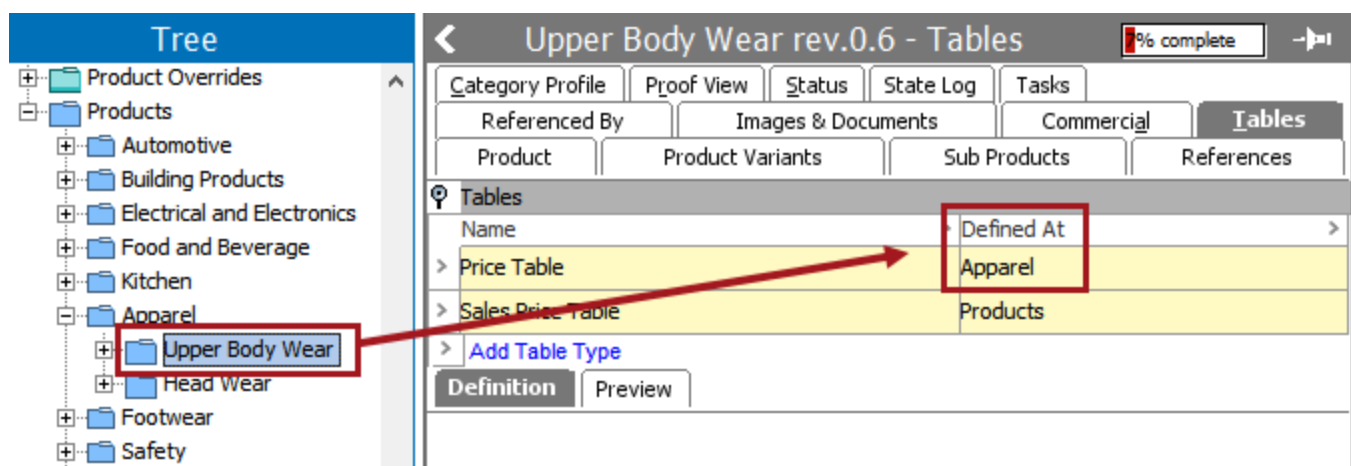 Tree
Product Overrides
Products
Automotive
Building Products
Electrical and Electronics
Food and Beverage
Kitchen
Apparel
Upper Body Wear
Head Wear
Footwear
Safety
Upper Body Wear rev.0.6 - Tables
7% complete
Category Profile Proof View Status State Log Tasks
Referenced By Images & Documents Commercial Tables
Product Product Variants Sub Products References
Tables
Name Defined At
Price Table Apparel
Sales Price Table Products
Add Table Type
Definition Preview